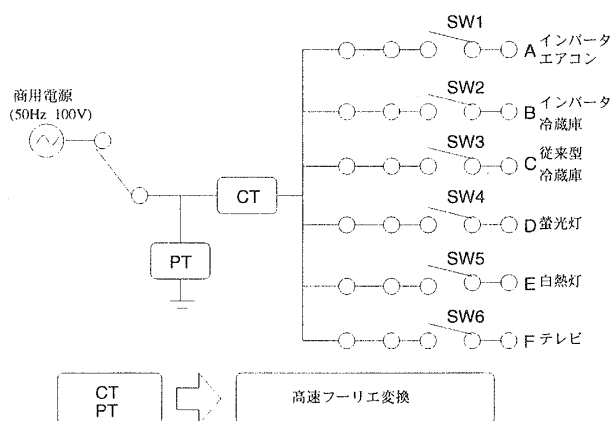 商用電源
(50Hz 100V)
CT
PT
SW1
A インバータ
エアコン
SW2
B インバータ
冷蔵庫
SW3
C 従来型
冷蔵庫
SW4
D 螢光灯
SW5
E 白熱灯
SW6
F テレビ
CT
PT
高速フーリエ変換